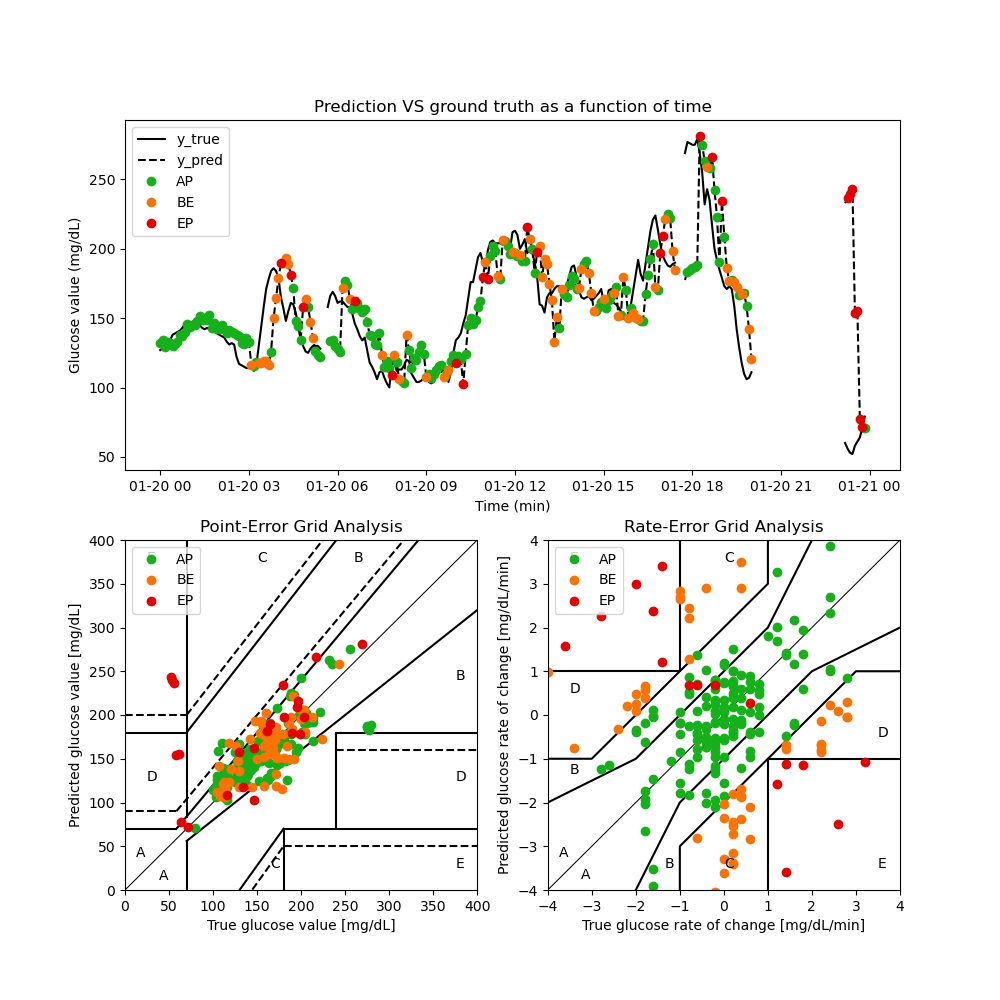 Prediction VS ground truth as a function of time
Glucose value (mg/dL)
250
200
150
100
50
y_true
y_pred
AP
BE
EP
01-20 00 01-20 03 01-20 06 01-20 09 01-20 12 01-20 15 01-20 18 01-20 21 01-21 00
Time (min)
Point-Error Grid Analysis
Predicted glucose value [mg/dL]
400
350
300
250
200
150
100
50
0
AP
BE
EP
C B
B
D D
A
A C E
0 50 100 150 200 250 300 350 400
True glucose value [mg/dL]
Rate-Error Grid Analysis
Predicted glucose rate of change [mg/dL/min]
4
3
2
1
0
−1
−2
−3
−4
AP
BE
EP
C
D
D
B
A
A B C E
−4 −3 −2 −1 0 1 2 3 4
True glucose rate of change [mg/dL/min]